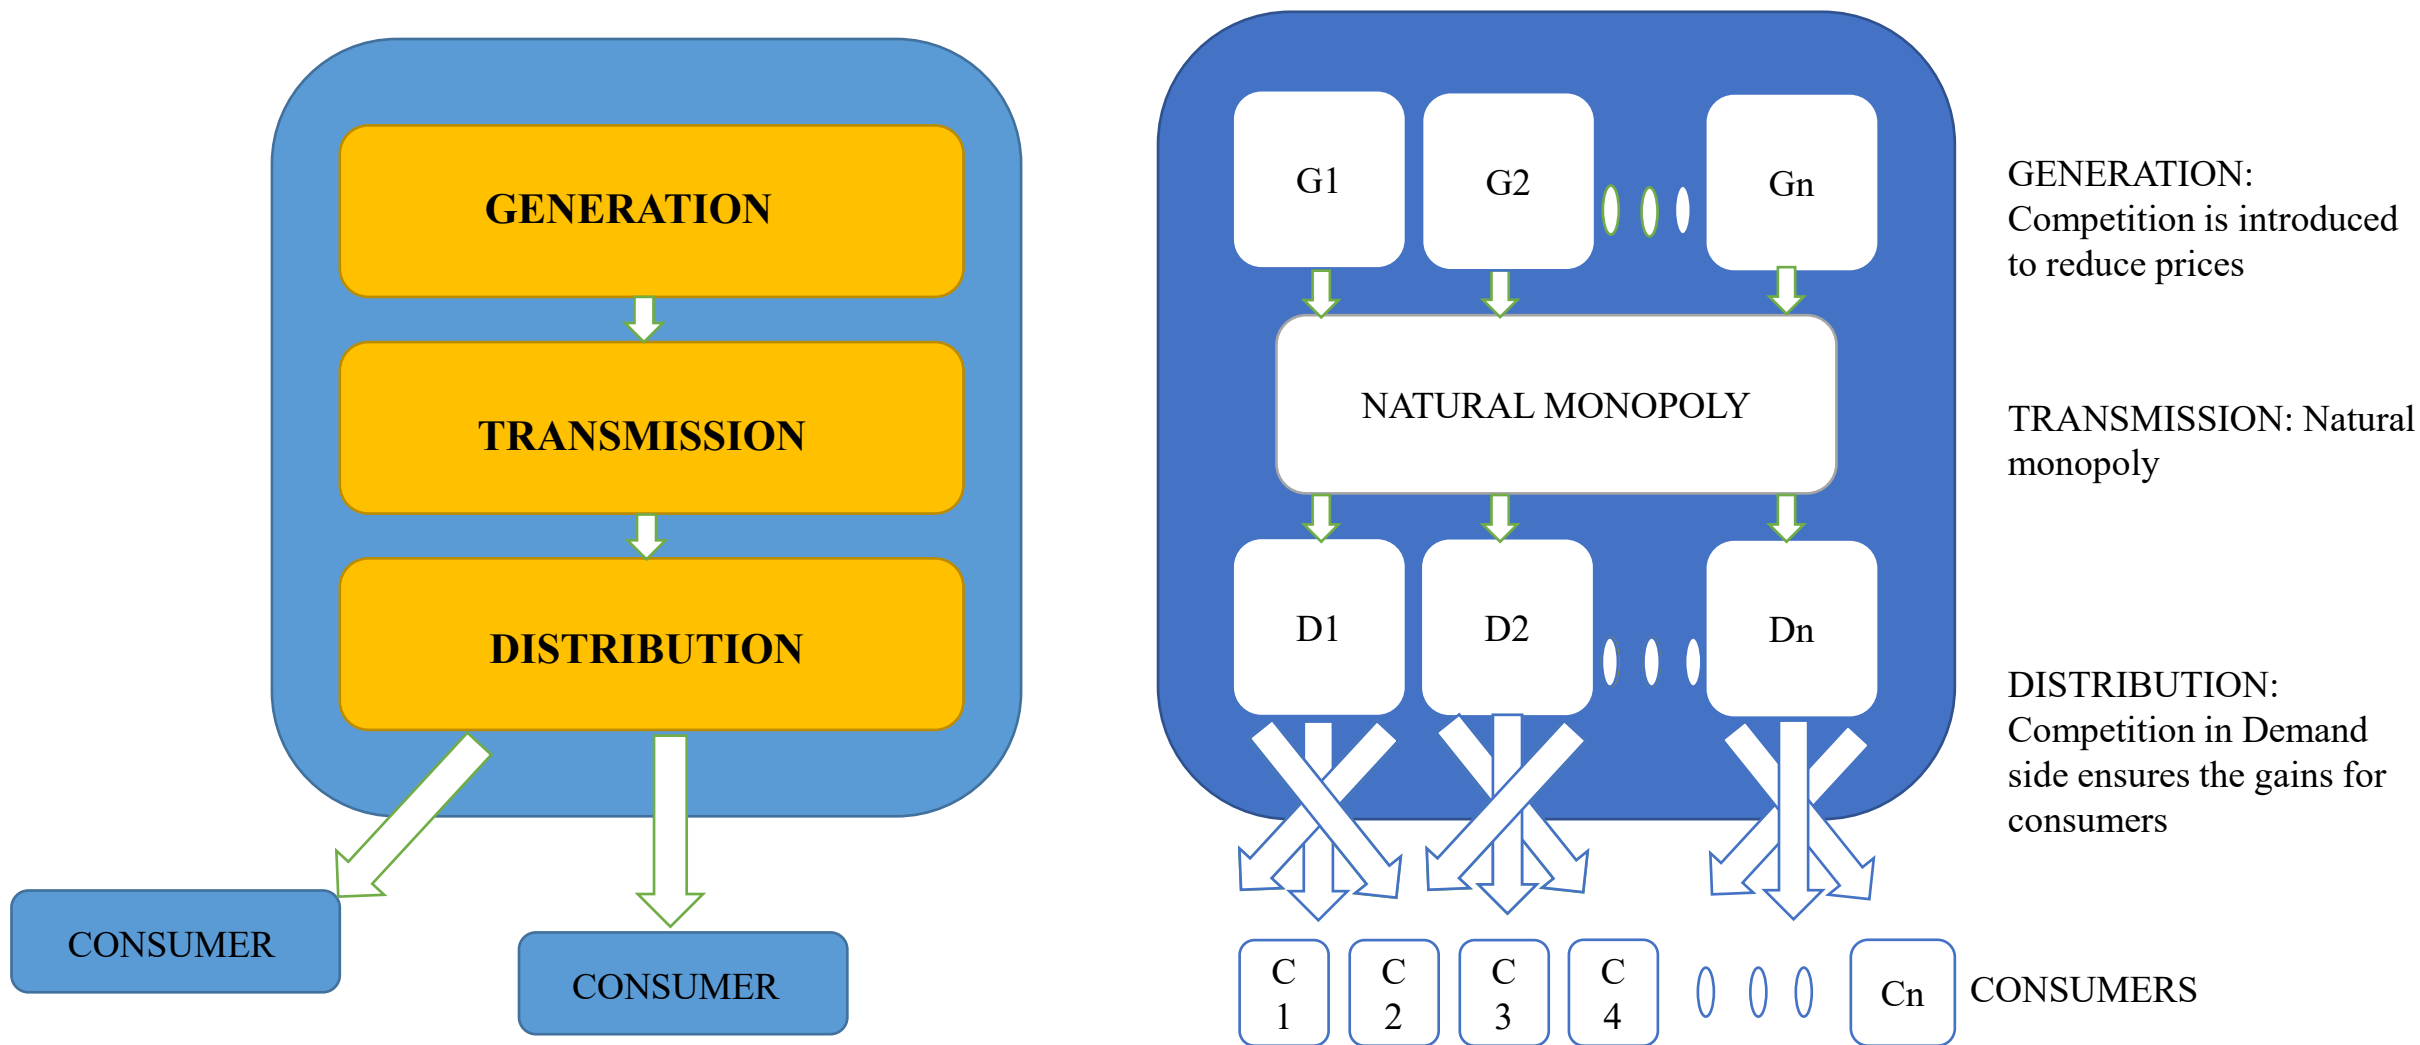 GENERATION
TRANSMISSION
DISTRIBUTION
CONSUMER
CONSUMER
G1
G2
Gn
NATURAL MONOPOLY
D1
D2
Dn
C
1
C
2
C
3
C
4
Cn
CONSUMERS
GENERATION:
Competition is introduced
to reduce prices
TRANSMISSION: Natural
monopoly
DISTRIBUTION:
Competition in Demand
side ensures the gains for
consumers